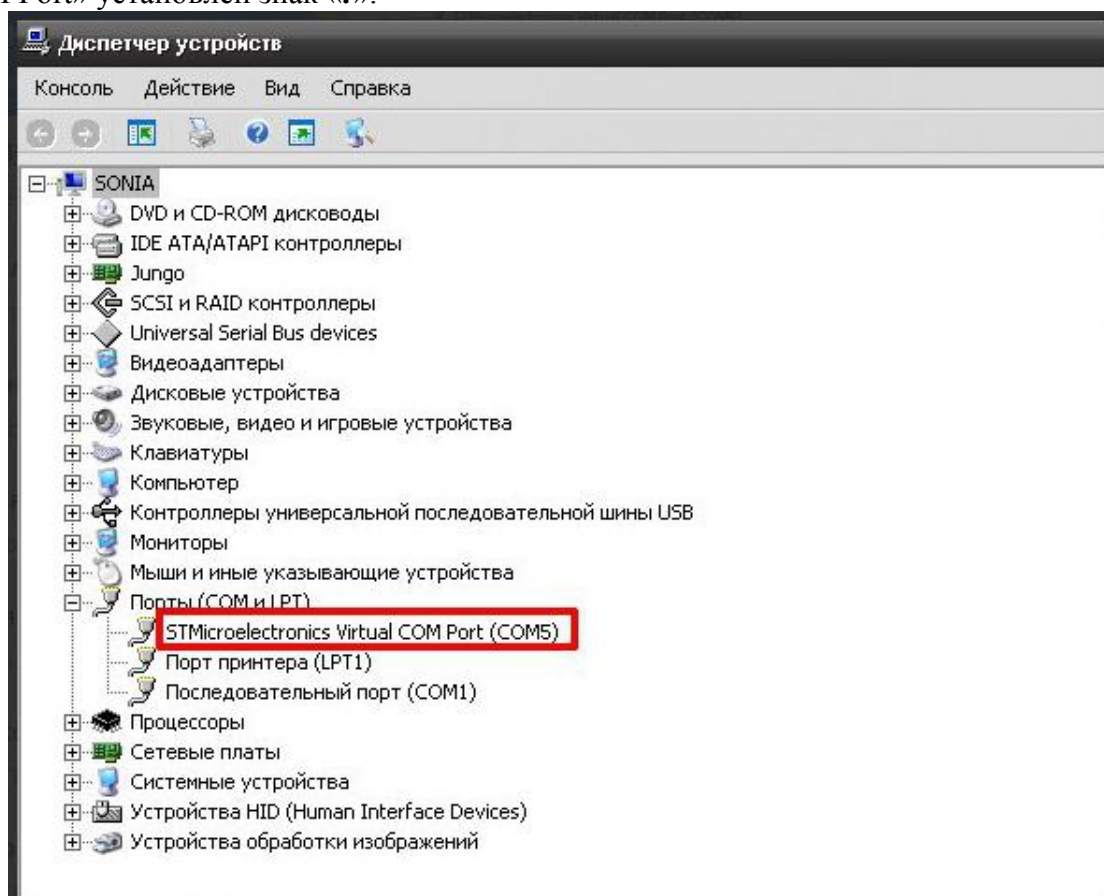 Port» установлен знак «!».
Диспетчер устройств
Консоль Действие Вид Справка
SONIA
DVD и CD-ROM дисководы
IDE ATA/ATAPI контроллеры
Jungo
SCSI и RAID контроллеры
Universal Serial Bus devices
Видеоадаптеры
Дисковые устройства
Звуковые, видео и игровые устройства
Клавиатуры
Компьютер
Контроллеры универсальной последовательной шины USB
Мониторы
Мыши и иные указывающие устройства
Порты (COM и LPT)
STMicroelectronics Virtual COM Port (COM5)
Порт принтера (LPT1)
Последовательный порт (COM1)
Процессоры
Сетевые платы
Системные устройства
Устройства HID (Human Interface Devices)
Устройства обработки изображений